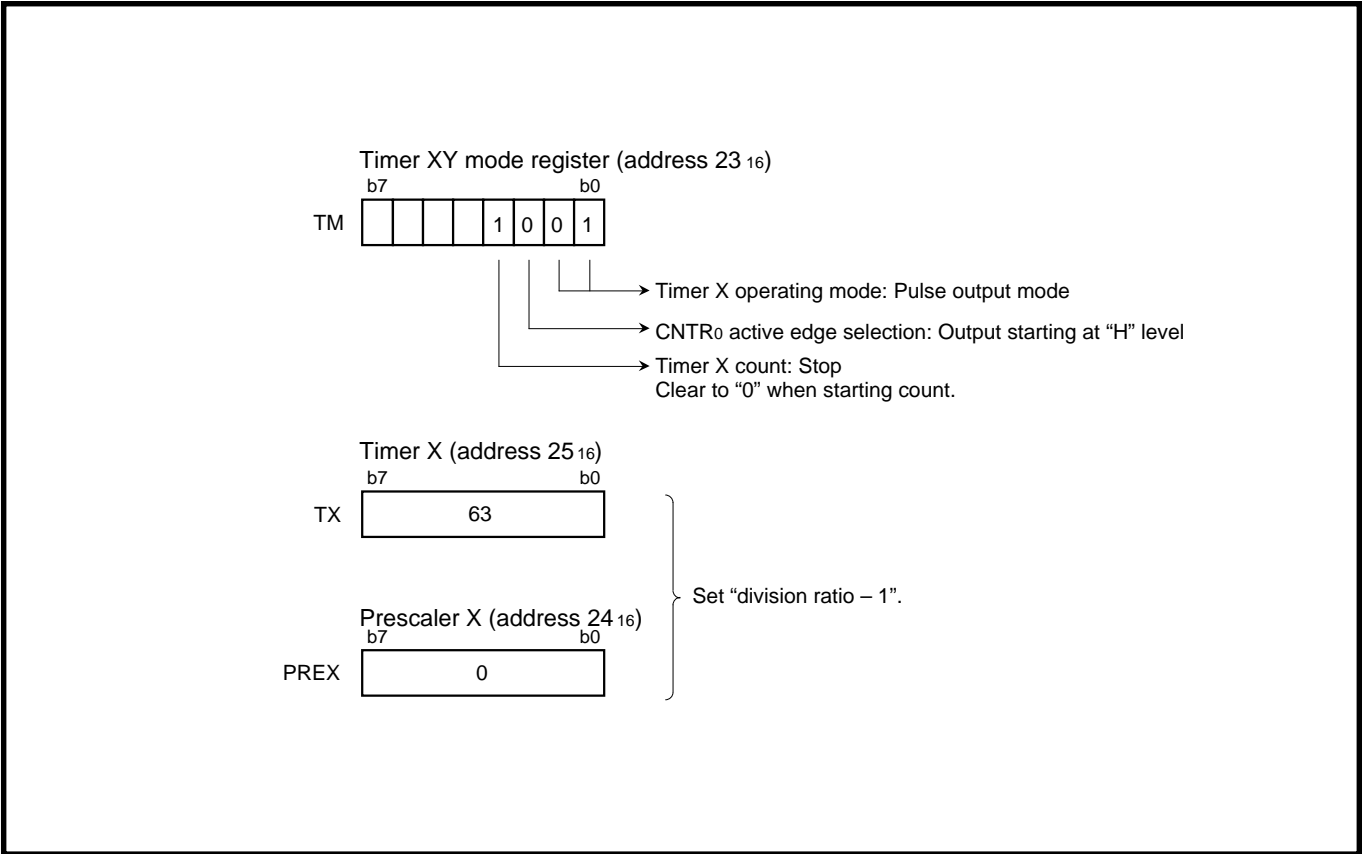 Timer XY mode register (address 23 16)
b7 b0
TM 1 0 0 1
Timer X operating mode: Pulse output mode
CNTR0 active edge selection: Output starting at “H” level
Timer X count: Stop
Clear to “0” when starting count.
Timer X (address 25 16)
b7 b0
TX 63
Set “division ratio – 1”.
Prescaler X (address 24 16)
b7 b0
PREX 0